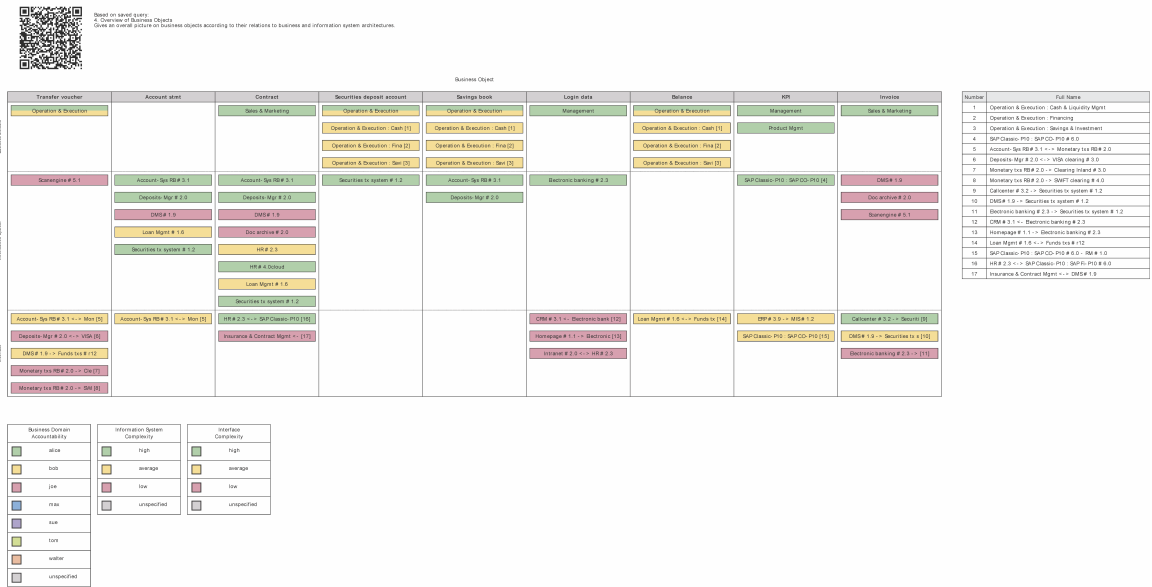 Based on saved query:
4. Overview of Business Objects
Gives an overall picture on business objects according to their relations to business and information system architectures.
Business Object
Transfer voucher Account stmt Contract Securities deposit account Savings book Login data Balance KPI Invoice
Operation & Execution Sales & Marketing Operation & Execution Operation & Execution Management Operation & Execution Management Sales & Marketing
Operation & Execution : Cash [1] Operation & Execution : Cash [1] Operation & Execution : Cash [1] Product Mgmt
Operation & Execution : Fina [2] Operation & Execution : Fina [2] Operation & Execution : Fina [2]
Operation & Execution : Savi [3] Operation & Execution : Savi [3] Operation & Execution : Savi [3]
Scanengine # 5.1 Account-Sys RB # 3.1 Account-Sys RB # 3.1 Securities tx system # 1.2 Account-Sys RB # 3.1 Electronic banking # 2.3 SAP Classic-P10 : SAP CO-P10 [4] DMS # 1.9
Deposits-Mgr # 2.0 Deposits-Mgr # 2.0 Deposits-Mgr # 2.0 Doc archive # 2.0
DMS # 1.9 DMS # 1.9 Scanengine # 5.1
Loan Mgmt # 1.6 Doc archive # 2.0
Securities tx system # 1.2 HR # 2.3
HR # 4.0cloud
Loan Mgmt # 1.6
Securities tx system # 1.2
Account-Sys RB # 3.1 <-> Mon [5] Account-Sys RB # 3.1 <-> Mon [5] HR # 2.3 <-> SAP Classic-P10 [16] CRM # 3.1 <- Electronic bank [12] Loan Mgmt # 1.6 <-> Funds tx [14] ERP # 3.9 -> MIS # 1.2 Callcenter # 3.2 -> Securiti [9]
Deposits-Mgr # 2.0 <-> VISA [6] Insurance & Contract Mgmt <- [17] Homepage # 1.1 -> Electronic [13] SAP Classic-P10 : SAP CO-P10 [15] DMS # 1.9 -> Securities tx s [10]
DMS # 1.9 -> Funds txs # r12 Intranet # 2.0 <-> HR # 2.3 Electronic banking # 2.3 -> [11]
Monetary txs RB # 2.0 -> Cle [7]
Monetary txs RB # 2.0 -> SWI [8]
Number Full Name
1 Operation & Execution : Cash & Liquidity Mgmt
2 Operation & Execution : Financing
3 Operation & Execution : Savings & Investment
4 SAP Classic-P10 : SAP CO-P10 # 6.0
5 Account-Sys RB # 3.1 <-> Monetary txs RB # 2.0
6 Deposits-Mgr # 2.0 <-> VISA clearing # 3.0
7 Monetary txs RB # 2.0 -> Clearing Inland # 3.0
8 Monetary txs RB # 2.0 -> SWIFT clearing # 4.0
9 Callcenter # 3.2 -> Securities tx system # 1.2
10 DMS # 1.9 -> Securities tx system # 1.2
11 Electronic banking # 2.3 -> Securities tx system # 1.2
12 CRM # 3.1 <- Electronic banking # 2.3
13 Homepage # 1.1 -> Electronic banking # 2.3
14 Loan Mgmt # 1.6 <-> Funds txs # r12
15 SAP Classic-P10 : SAP CO-P10 # 6.0 - RM # 1.0
16 HR # 2.3 <-> SAP Classic-P10 : SAP FI-P10 # 6.0
17 Insurance & Contract Mgmt <-> DMS # 1.9
Business Domain
Accountability
alice
bob
joe
max
sue
tom
walter
unspecified
Information System
Complexity
high
average
low
unspecified
Interface
Complexity
high
average
low
unspecified